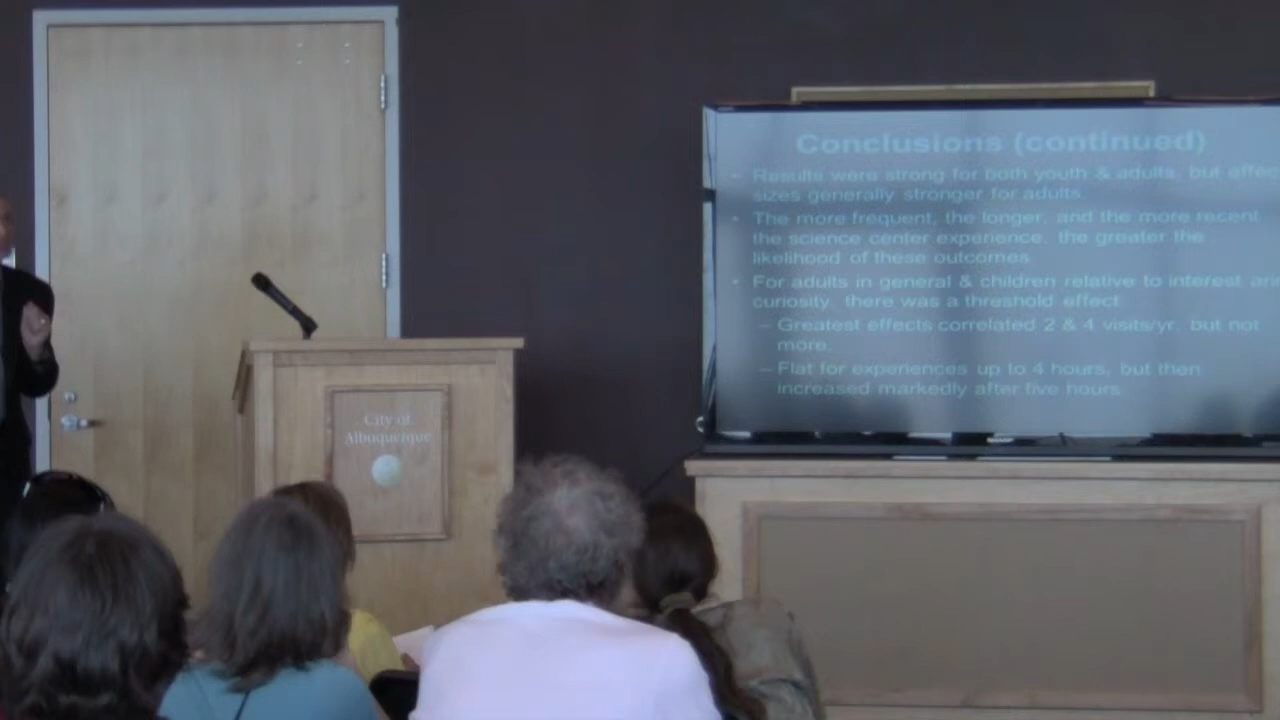 City of
Albuquerque
Conclusions (continued)
• Results were strong for both youth & adults, but effec
sizes generally stronger for adults.
• The more frequent, the longer, and the more recent
the science center experience, the greater the
likelihood of these outcomes.
• For adults in general & children relative to interest and
curiosity, there was a threshold effect
– Greatest effects correlated 2 & 4 visits/yr. but not
more.
– Flat for experiences up to 4 hours, but then
increased markedly after five hours.